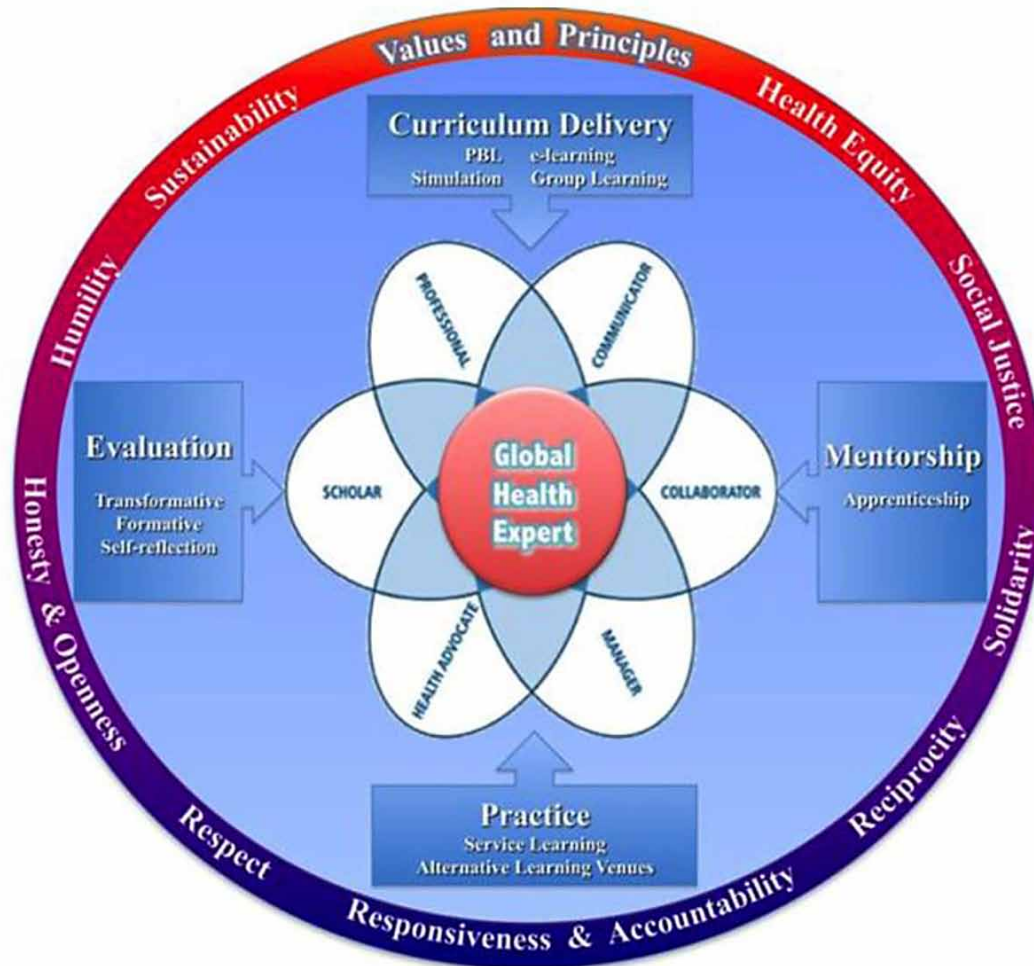 Values and Principles
Health Equity
Social Justice
Solidarity
Reciprocity
Responsiveness & Accountability
Respect
Honesty & Openness
Humility
Sustainability
Curriculum Delivery
PBL e-learning
Simulation Group Learning
PROFESSIONAL
COMMUNICATOR
Evaluation
Transformative
Formative
Self-reflection
SCHOLAR
Global
Health
Expert
COLLABORATOR
Mentorship
Apprenticeship
HEALTH ADVOCATE
MANAGER
Practice
Service Learning
Alternative Learning Venues